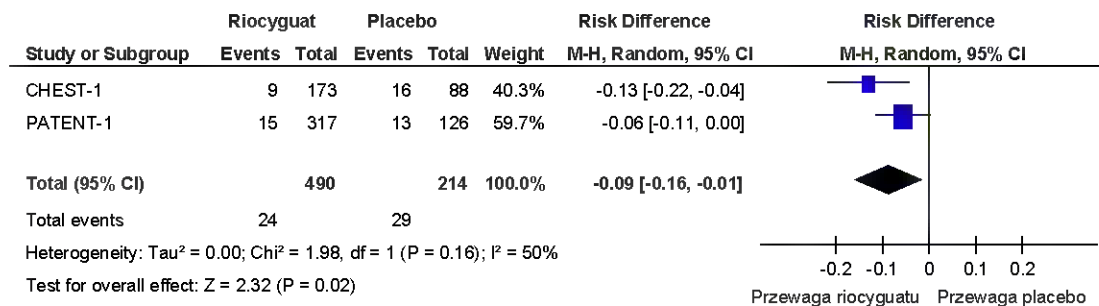 Riocyguat Placebo Risk Difference Risk Difference
Study or Subgroup Events Total Events Total Weight M-H, Random, 95% CI M-H, Random, 95% CI
CHEST-1 9 173 16 88 40.3% -0.13 [-0.22, -0.04]
PATENT-1 15 317 13 126 59.7% -0.06 [-0.11, 0.00]
Total (95% CI) 490 214 100.0% -0.09 [-0.16, -0.01]
Total events 24 29
Heterogeneity: Tau² = 0.00; Chi² = 1.98, df = 1 (P = 0.16); I² = 50%
Test for overall effect: Z = 2.32 (P = 0.02)
-0.2 -0.1 0 0.1 0.2
Przewaga riocyguatu Przewaga placebo